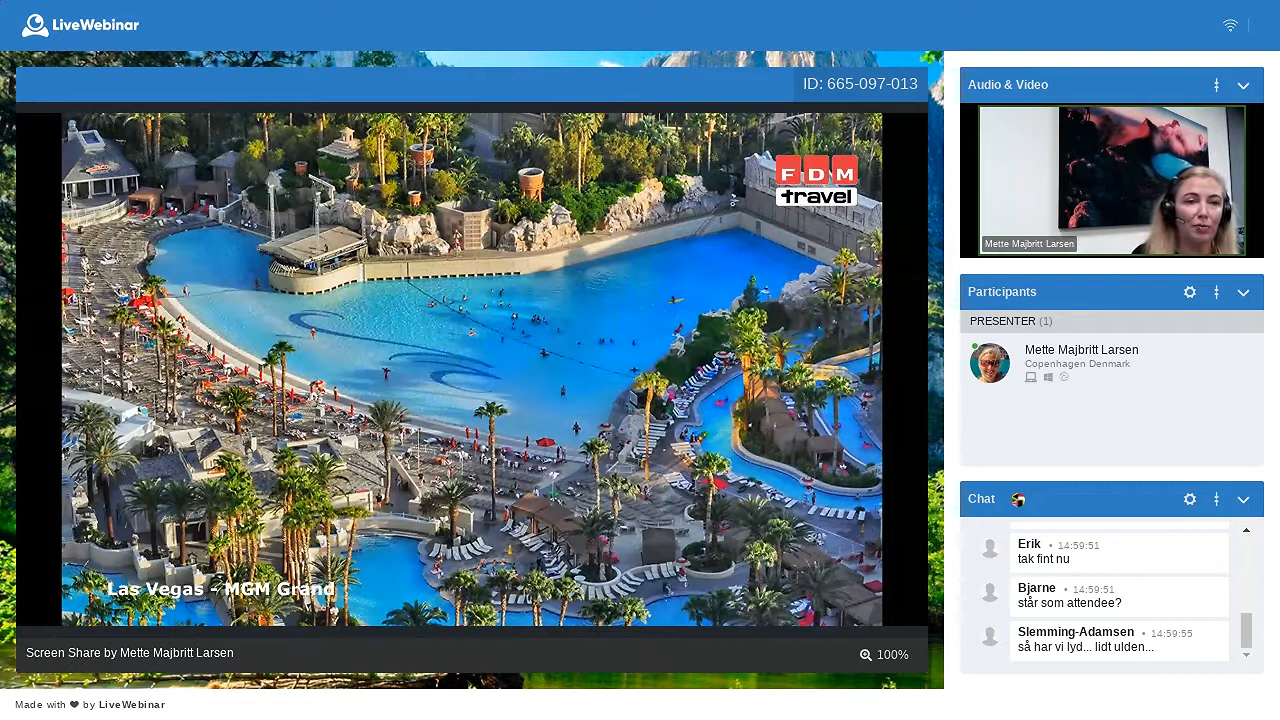 LiveWebinar
ID: 665-097-013
FDM
travel
Las Vegas - MGM Grand
Screen Share by Mette Majbritt Larsen
100%
Made with by LiveWebinar
Audio & Video
Mette Majbritt Larsen
Participants
PRESENTER (1)
Mette Majbritt Larsen
Copenhagen Denmark
Chat
Erik • 14:59:51
tak fint nu
Bjarne • 14:59:51
står som attendee?
Slemming-Adamsen • 14:59:55
så har vi lyd... lidt ulden...